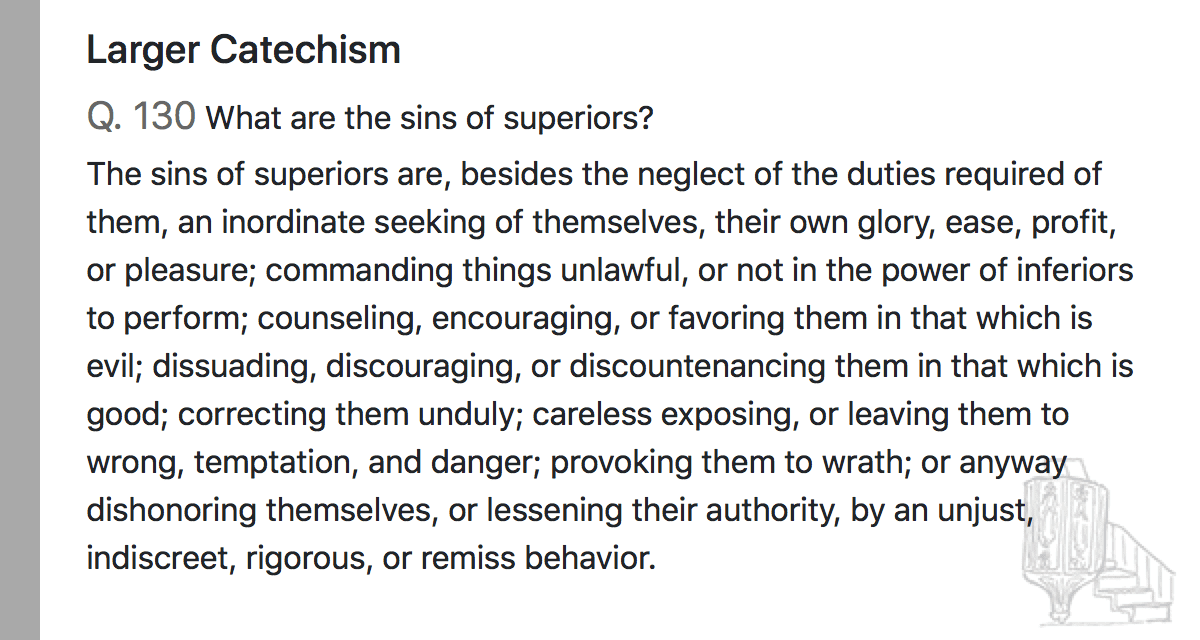 Larger Catechism
Q. 130 What are the sins of superiors?
The sins of superiors are, besides the neglect of the duties required of
them, an inordinate seeking of themselves, their own glory, ease, profit,
or pleasure; commanding things unlawful, or not in the power of inferiors
to perform; counseling, encouraging, or favoring them in that which is
evil; dissuading, discouraging, or discountenancing them in that which is
good; correcting them unduly; careless exposing, or leaving them to
wrong, temptation, and danger; provoking them to wrath; or anyway
dishonoring themselves, or lessening their authority, by an unjust,
indiscreet, rigorous, or remiss behavior.